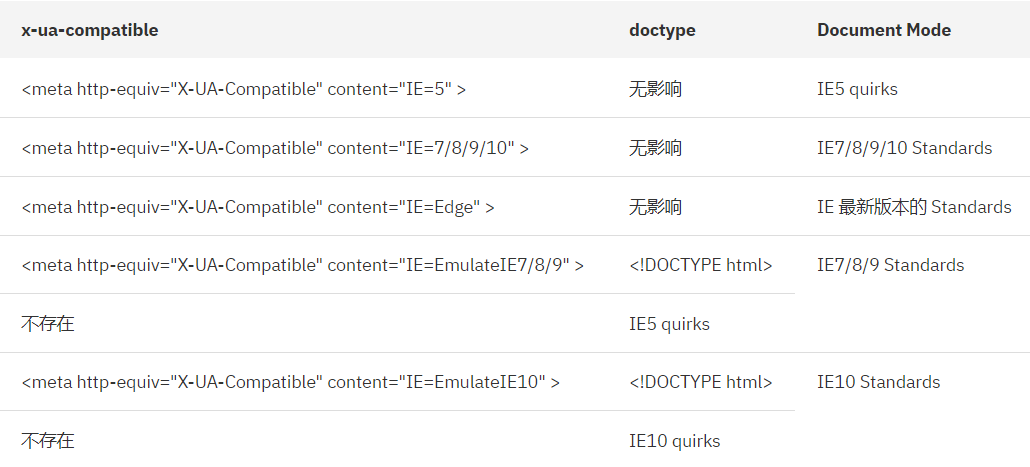 x-ua-compatible doctype Document Mode
<meta http-equiv="X-UA-Compatible" content="IE=5" > 无影响 IE5 quirks
<meta http-equiv="X-UA-Compatible" content="IE=7/8/9/10" > 无影响 IE7/8/9/10 Standards
<meta http-equiv="X-UA-Compatible" content="IE=Edge" > 无影响 IE 最新版本的 Standards
<meta http-equiv="X-UA-Compatible" content="IE=EmulateIE7/8/9" > <!DOCTYPE html> IE7/8/9 Standards
不存在 IE5 quirks
<meta http-equiv="X-UA-Compatible" content="IE=EmulateIE10" > <!DOCTYPE html> IE10 Standards
不存在 IE10 quirks